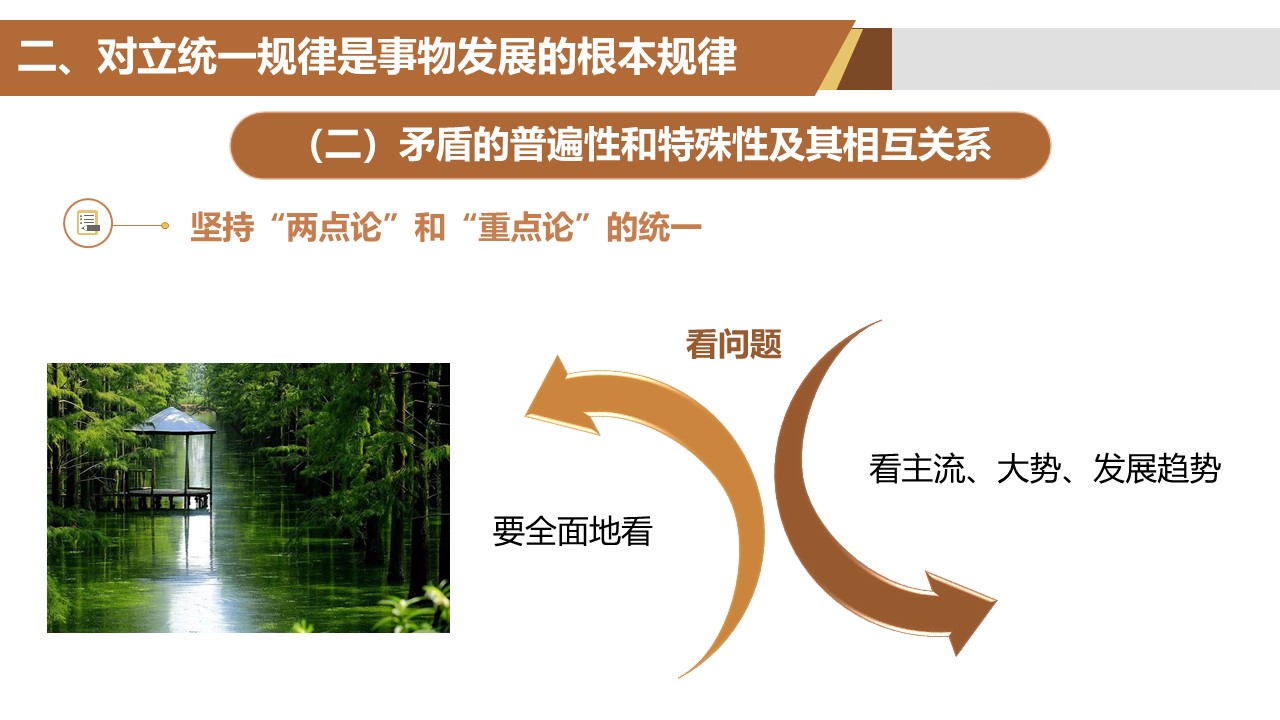 二、对立统一规律是事物发展的根本规律
（二）矛盾的普遍性和特殊性及其相互关系
坚持“两点论”和“重点论”的统一
看问题
看主流、大势、发展趋势
要全面地看